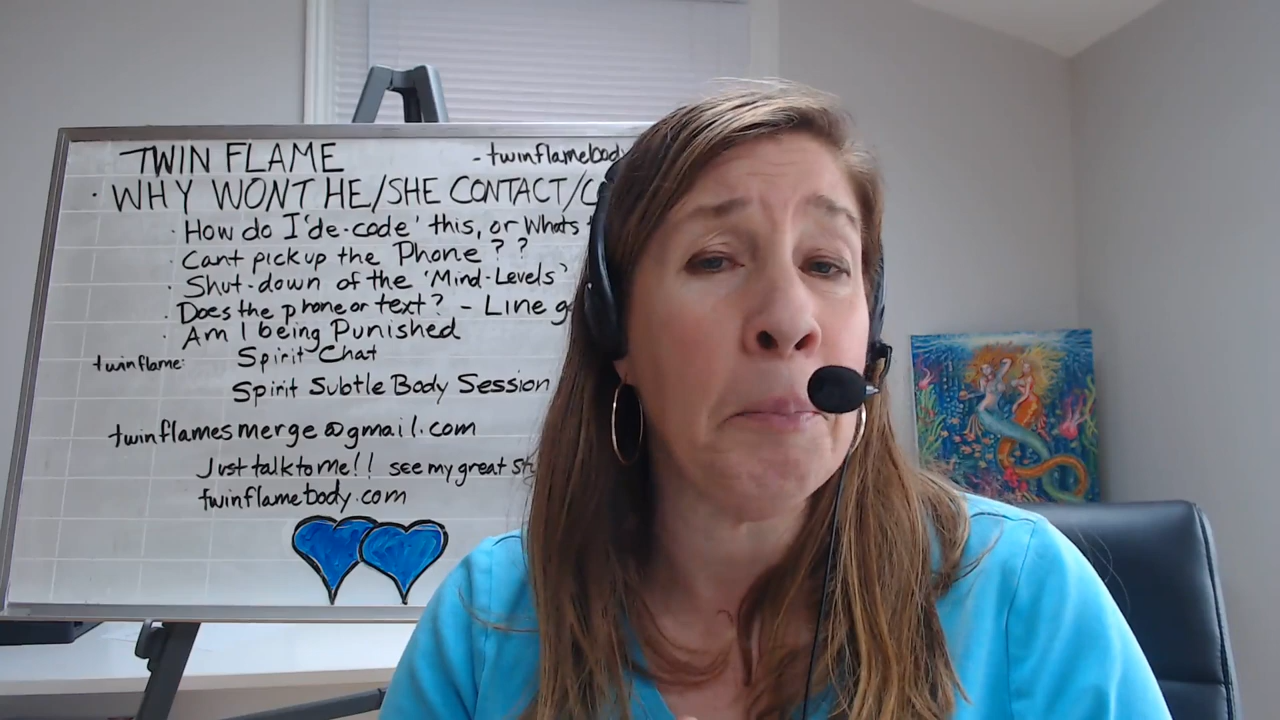 TWIN FLAME - twinflamebody
· WHY WONT HE/SHE CONTACT/C
· How do I 'de-code' this, or Whats
· Cant pick up the Phone ? ?
· Shut-down of the 'Mind-Levels'
· Does the phone or text? - Line g
· Am I being Punished
twinflame: Spirit Chat
Spirit Subtle Body Session
twinflamesmerge@gmail.com
Just talk to me!! see my great
twinflamebody.com